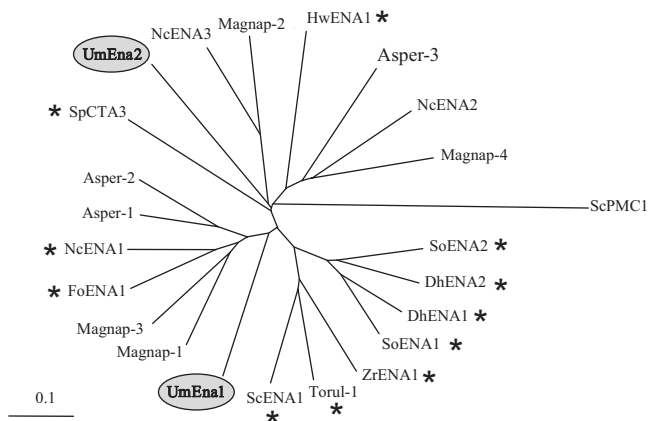 HwENA1 *
Magnap-2
NcENA3
UmEna2
Asper-3
NcENA2
* SpCTA3
Magnap-4
Asper-2
ScPMC1
Asper-1
* NcENA1
SoENA2 *
DhENA2 *
* FoENA1
DhENA1 *
Magnap-3
SoENA1 *
Magnap-1
ZrENA1 *
UmEna1
ScENA1 *
Torul-1 *
0.1